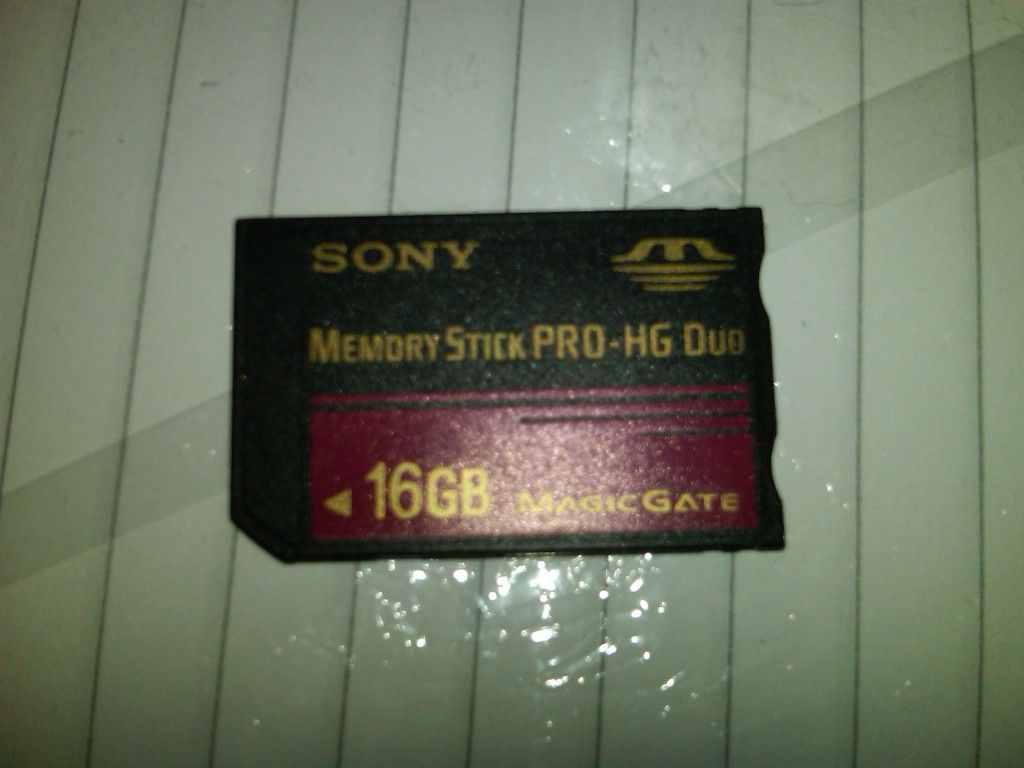 SONY
MEMORY STICK PRO-HG DUO
16GB MAGICGATE